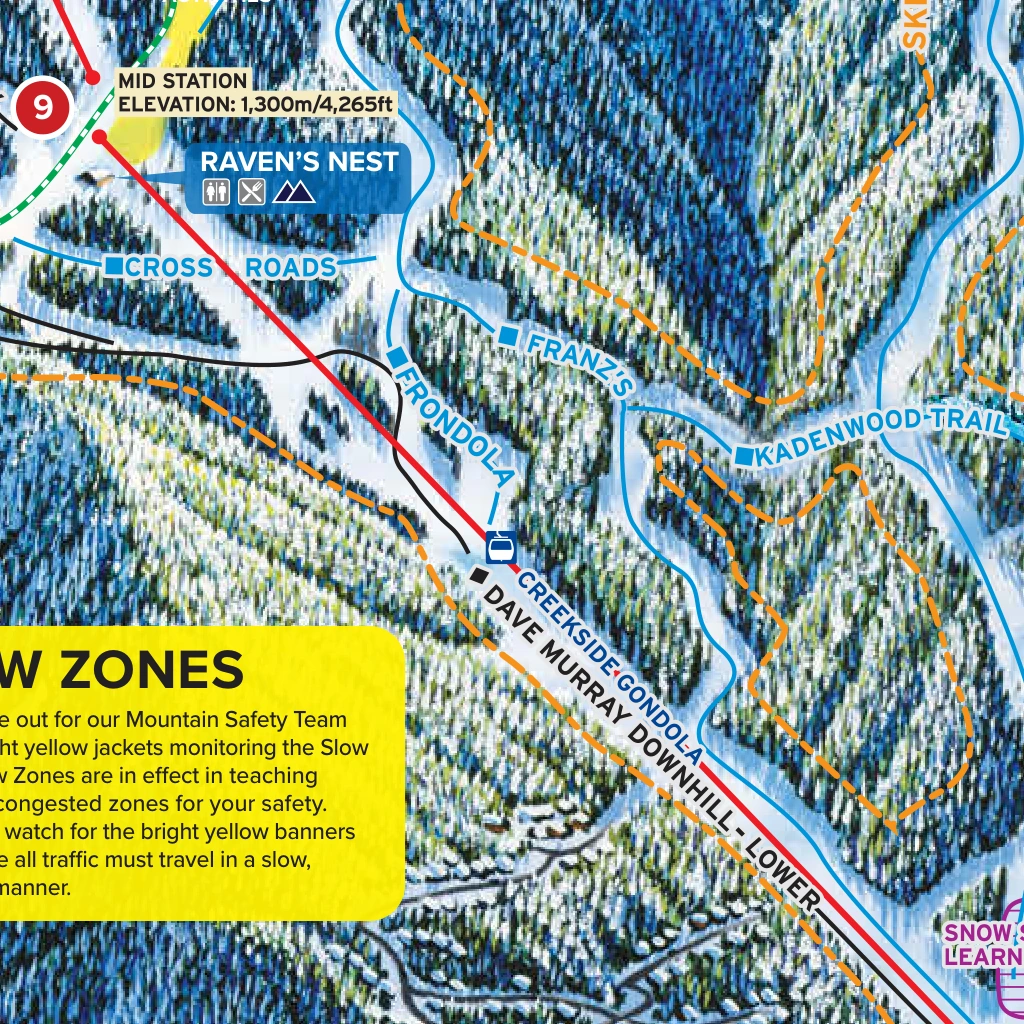 SKI
9
MID STATION
ELEVATION: 1,300m/4,265ft
RAVEN'S NEST
CROSS ROADS
FRANZ'S
FRONDOLA
KADENWOOD TRAIL
CREEKSIDE GONDOLA
DAVE MURRAY DOWNHILL - LOWER
W ZONES
e out for our Mountain Safety Team
ht yellow jackets monitoring the Slow
w Zones are in effect in teaching
congested zones for your safety.
watch for the bright yellow banners
e all traffic must travel in a slow,
manner.
SNOW S
LEARN